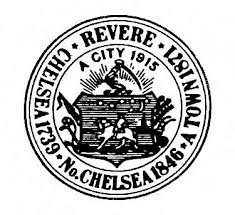 REVERE
A CITY 1915
CHELSEA 1739
No. CHELSEA 1846
A TOWN 1871